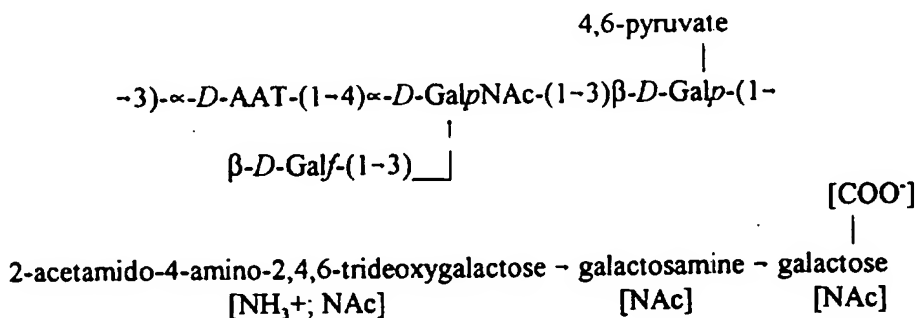 4,6-pyruvate
→3)-∝-D-AAT-(1→4)∝-D-GalpNAc-(1→3)β-D-Galp-(1→
β-D-Galf-(1→3)
[COO⁻]
2-acetamido-4-amino-2,4,6-trideoxygalactose → galactosamine → galactose
[NH₃+; NAc] [NAc] [NAc]